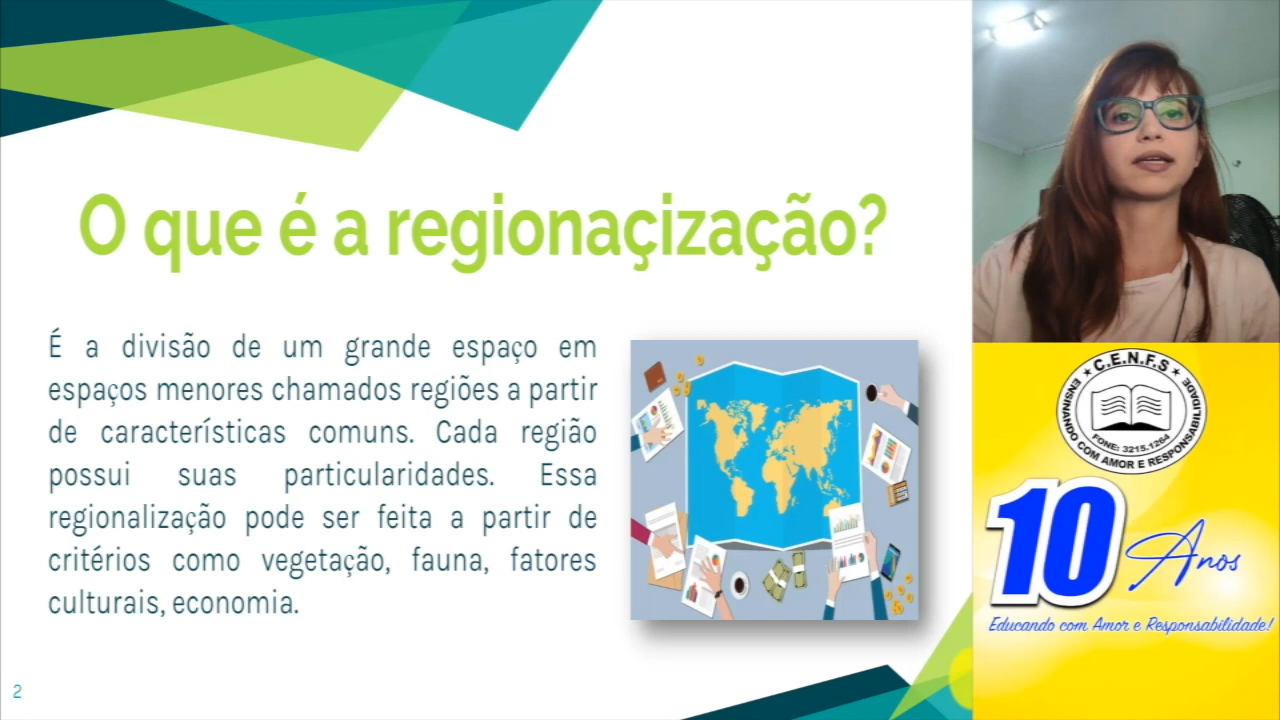 O que é a regionaçização?
É a divisão de um grande espaço em
espaços menores chamados regiões a partir
de características comuns. Cada região
possui suas particularidades. Essa
regionalização pode ser feita a partir de
critérios como vegetação, fauna, fatores
culturais, economia.
2
★ C.E.N.F.S ★
ENSINANDO COM AMOR E RESPONSABILIDADE
FONE: 3215.1264
10 Anos
Educando com Amor e Responsabilidade!